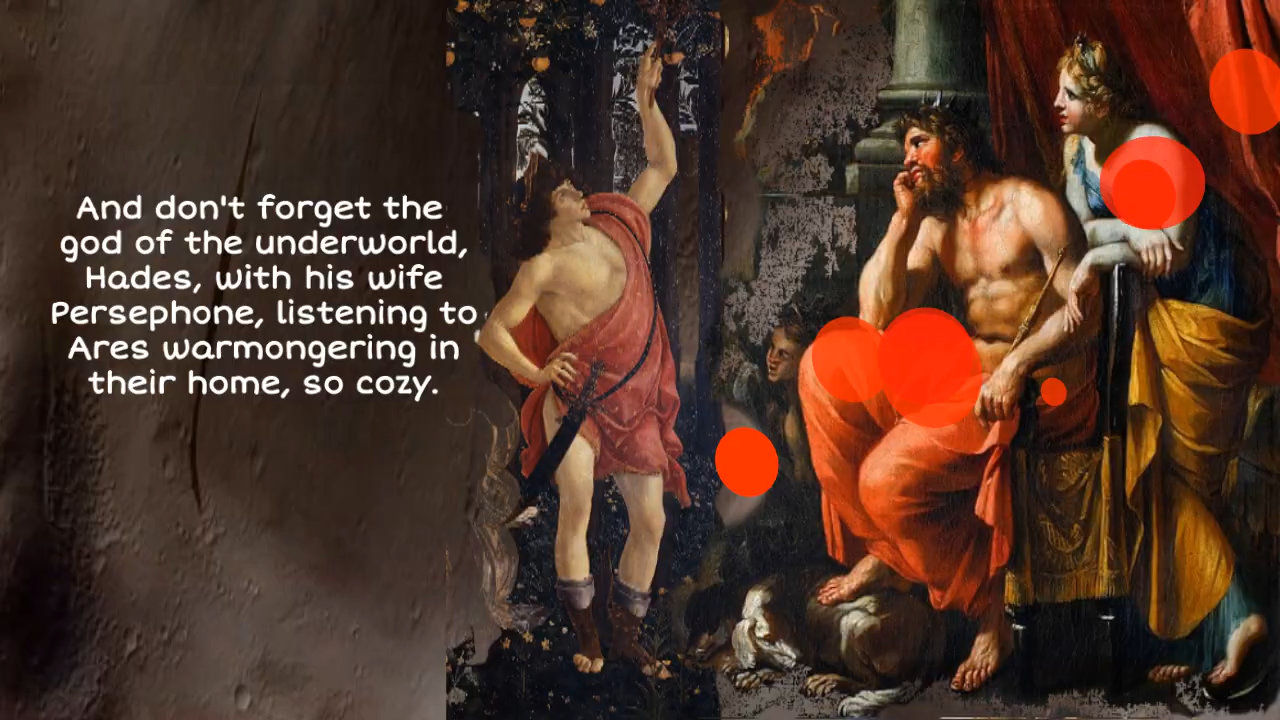 And don't forget the
god of the underworld,
Hades, with his wife
Persephone, listening to
Ares warmongering in
their home, so cozy.